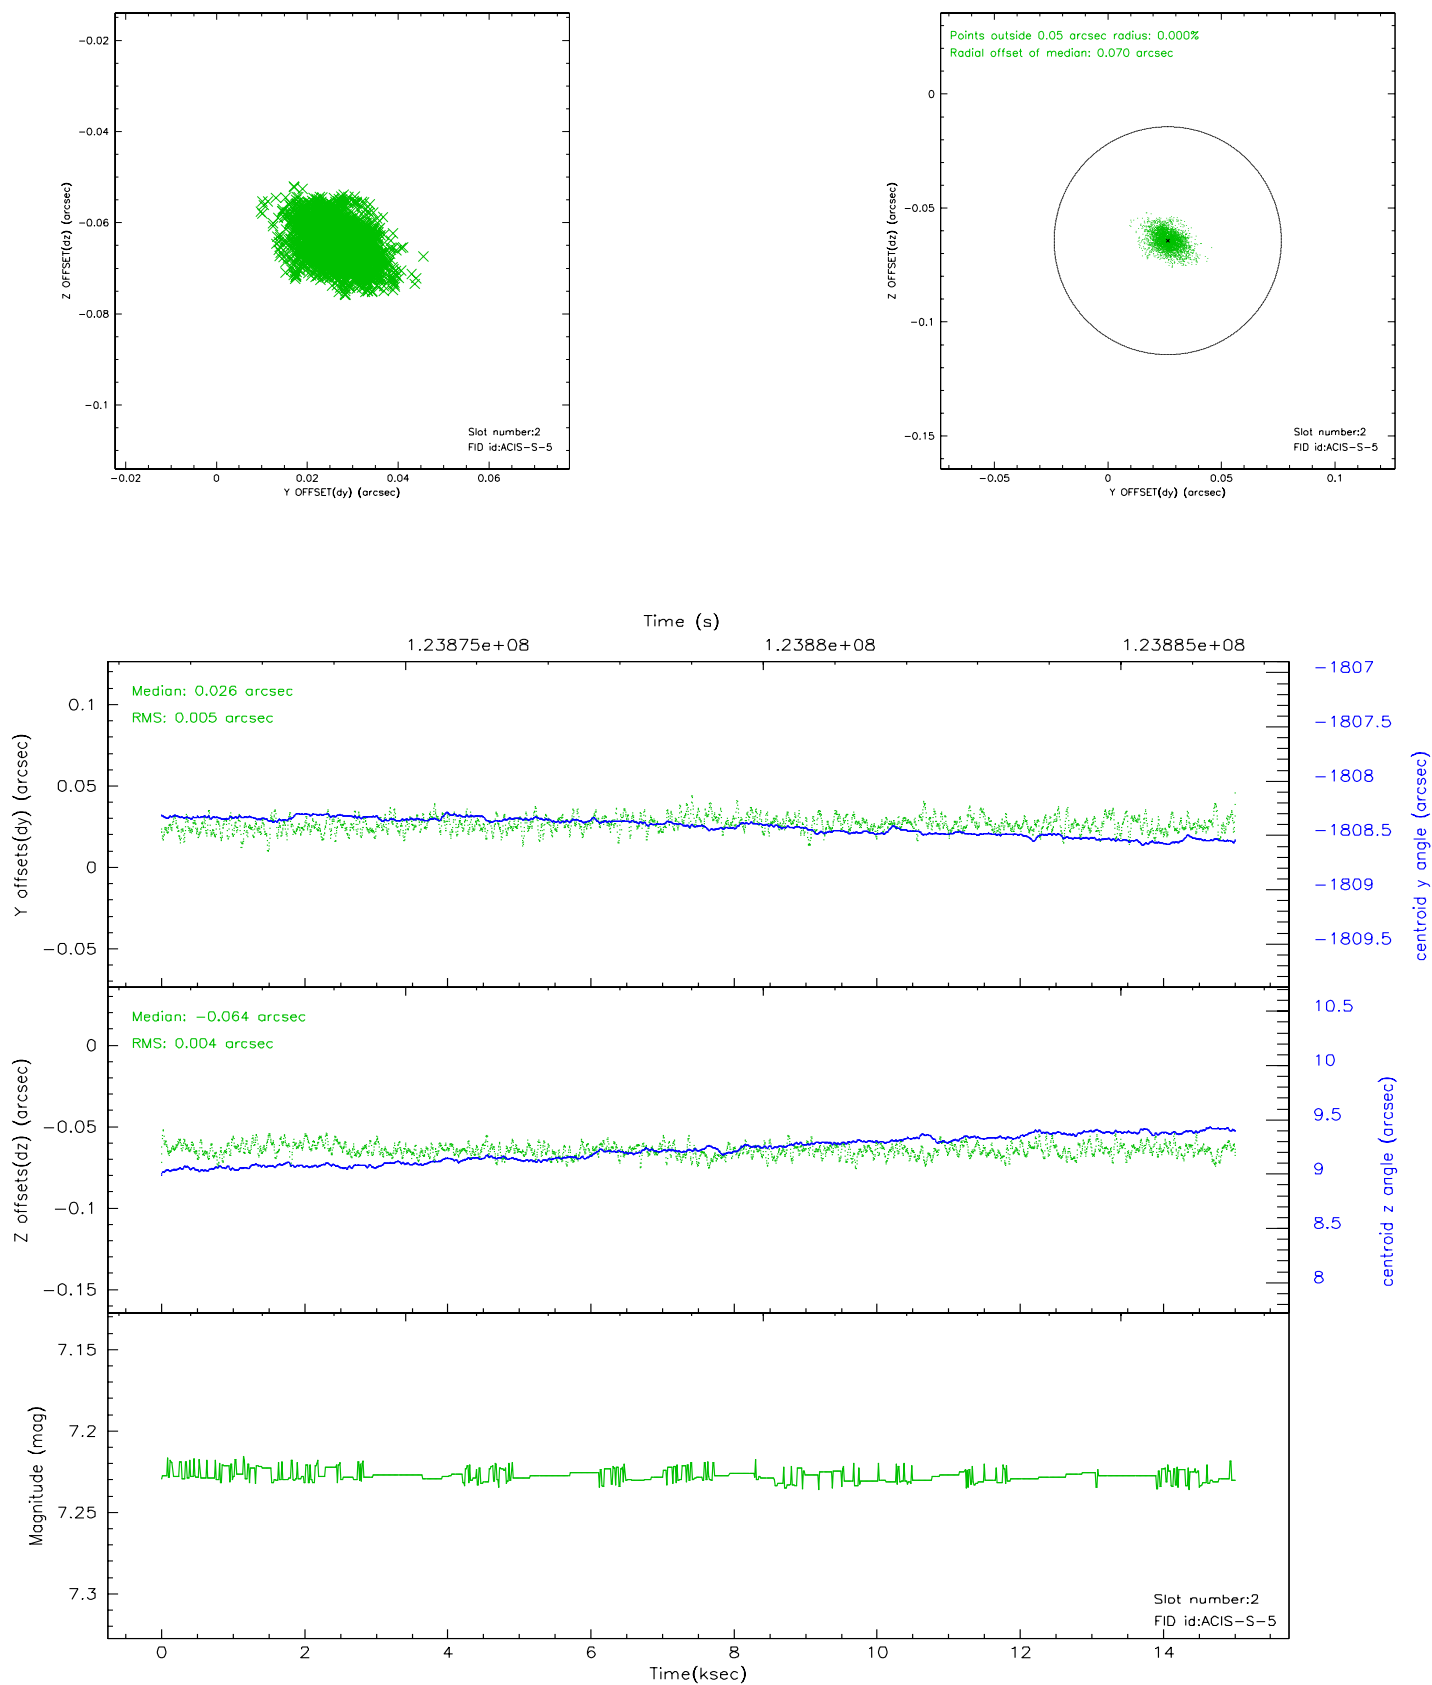 -0.02
-0.04
-0.06
-0.08
-0.1
Z OFFSET(dz) (arcsec)
Slot number:2
FID id:ACIS-S-5
-0.02 0 0.02 0.04 0.06
Y OFFSET(dy) (arcsec)
Points outside 0.05 arcsec radius: 0.000%
Radial offset of median: 0.070 arcsec
0
-0.05
-0.1
-0.15
Z OFFSET(dz) (arcsec)
Slot number:2
FID id:ACIS-S-5
-0.05 0 0.05 0.1
Y OFFSET(dy) (arcsec)
Time (s)
1.23875e+08 1.2388e+08 1.23885e+08
Median: 0.026 arcsec
RMS: 0.005 arcsec
0.1
0.05
0
-0.05
Y offsets(dy) (arcsec)
-1807
-1807.5
-1808
-1808.5
-1809
-1809.5
centroid y angle (arcsec)
Median: -0.064 arcsec
RMS: 0.004 arcsec
0
-0.05
-0.1
-0.15
Z offsets(dz) (arcsec)
10.5
10
9.5
9
8.5
8
centroid z angle (arcsec)
7.15
7.2
7.25
7.3
Magnitude (mag)
Slot number:2
FID id:ACIS-S-5
0 2 4 6 8 10 12 14
Time(ksec)